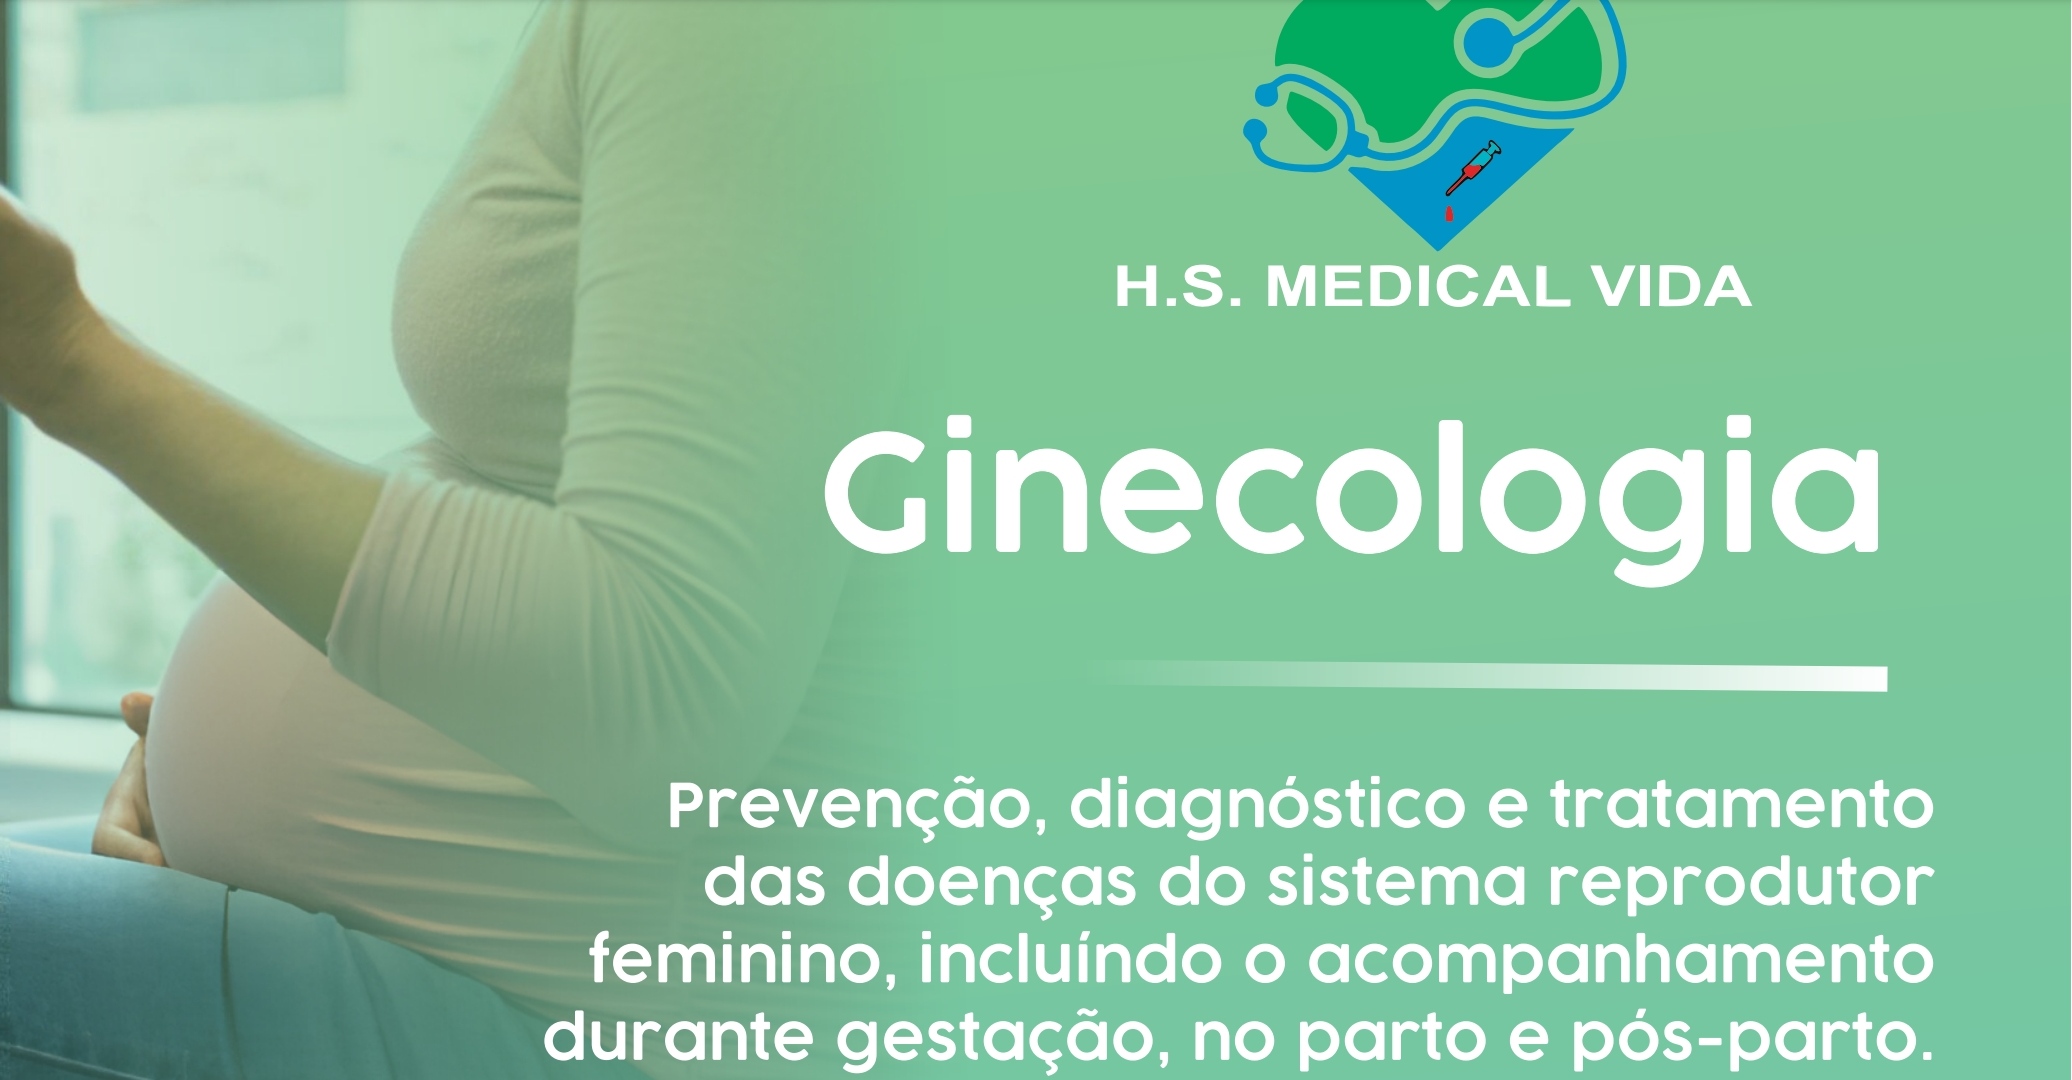 H.S. MEDICAL VIDA
Ginecologia
Prevenção, diagnóstico e tratamento
das doenças do sistema reprodutor
feminino, incluíndo o acompanhamento
durante gestação, no parto e pós-parto.